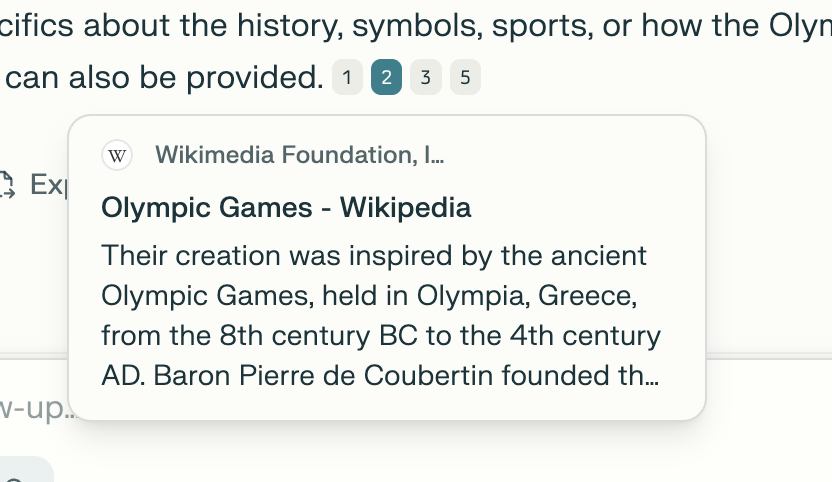 cifics about the history, symbols, sports, or how the Olym
can also be provided. 1 2 3 5
W Wikimedia Foundation, I...
Exp
Olympic Games - Wikipedia
Their creation was inspired by the ancient
Olympic Games, held in Olympia, Greece,
from the 8th century BC to the 4th century
AD. Baron Pierre de Coubertin founded th...
w-up...